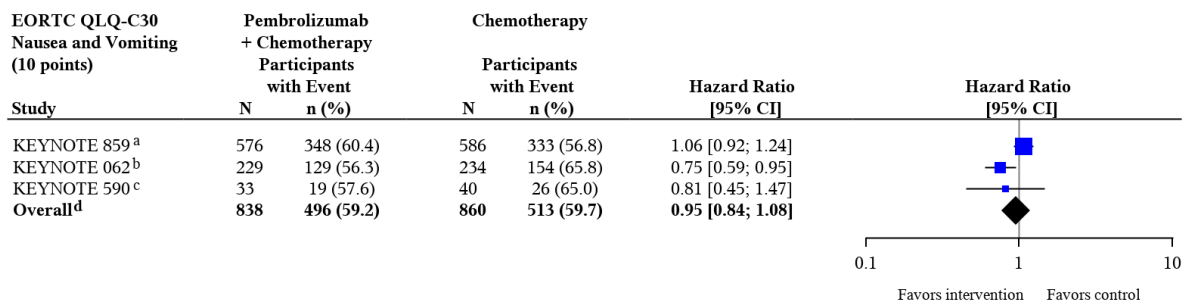 EORTC QLQ-C30 Pembrolizumab Chemotherapy
Nausea and Vomiting + Chemotherapy
(10 points) Participants Participants
with Event with Event Hazard Ratio Hazard Ratio
Study N n (%) N n (%) [95% CI] [95% CI]
KEYNOTE 859 a 576 348 (60.4) 586 333 (56.8) 1.06 [0.92; 1.24]
KEYNOTE 062 b 229 129 (56.3) 234 154 (65.8) 0.75 [0.59; 0.95]
KEYNOTE 590 c 33 19 (57.6) 40 26 (65.0) 0.81 [0.45; 1.47]
Overall d 838 496 (59.2) 860 513 (59.7) 0.95 [0.84; 1.08]
0.1 1 10
Favors intervention Favors control